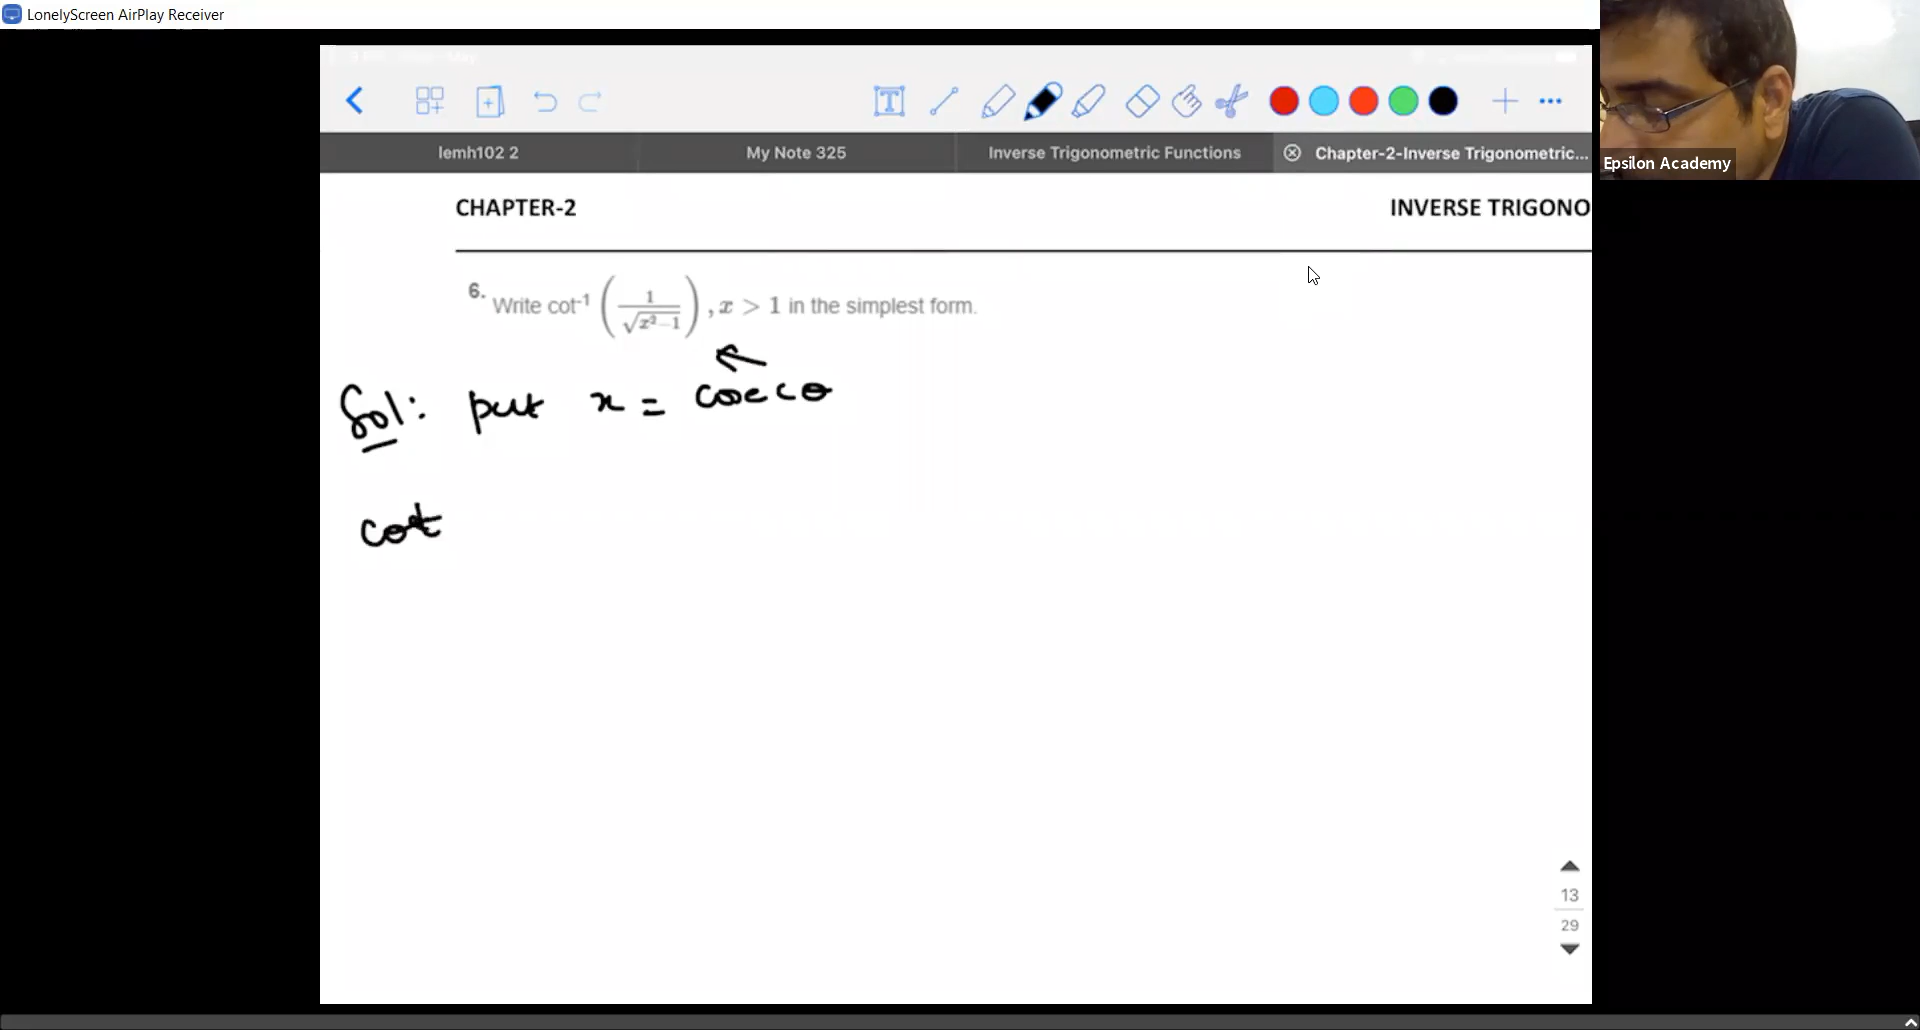 LonelyScreen AirPlay Receiver
T
lemh102 2
My Note 325
Inverse Trigonometric Functions
Chapter-2-Inverse Trigonometric...
Epsilon Academy
CHAPTER-2
INVERSE TRIGONO
6. Write cot⁻¹ (1/√(x²−1)), x > 1 in the simplest form.
Sol: put x = cosecθ
cot
13
29